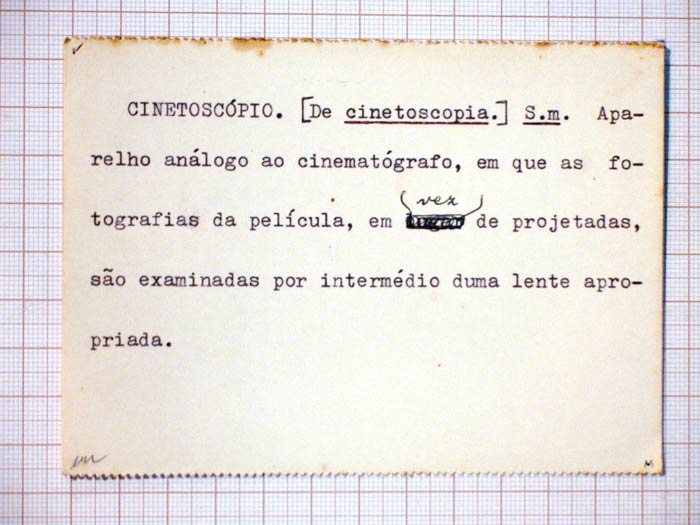 CINETOSCÓPIO. [De cinetoscopia.] S.m. Apa-
relho análogo ao cinematógrafo, em que as fo-
tografias da película, em vez de projetadas,
são examinadas por intermédio duma lente apro-
priada.